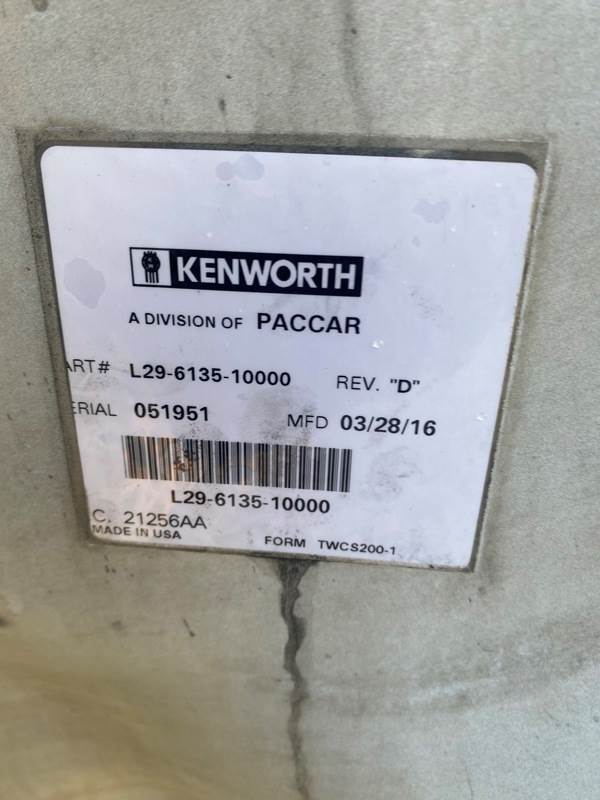 KENWORTH
A DIVISION OF PACCAR
ART# L29-6135-10000 REV. "D"
ERIAL 051951 MFD 03/28/16
L29-6135-10000
C. 21256AA
MADE IN USA FORM TWCS200-1